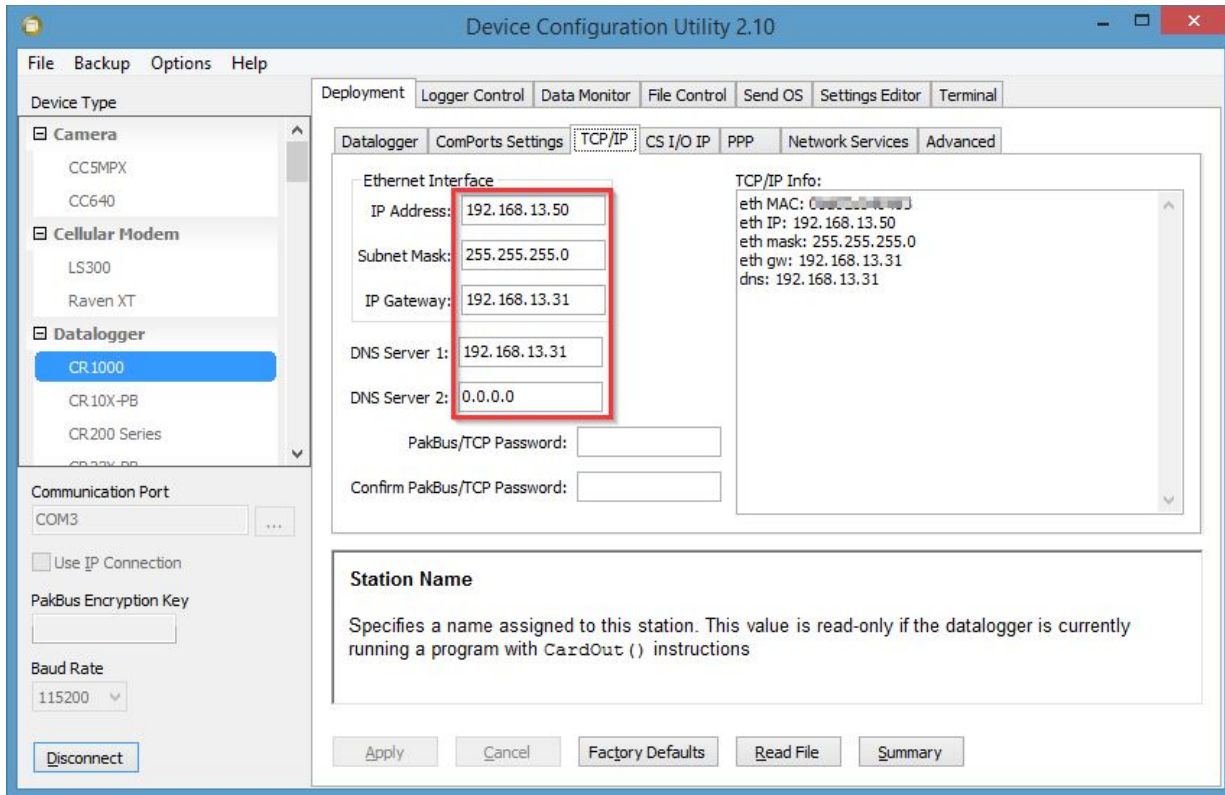 Device Configuration Utility 2.10
File Backup Options Help
Device Type
Camera
CC5MPX
CC640
Cellular Modem
LS300
Raven XT
Datalogger
CR1000
CR10X-PB
CR200 Series
Communication Port
COM3
...
Use IP Connection
PakBus Encryption Key
Baud Rate
115200
Disconnect
Deployment Logger Control Data Monitor File Control Send OS Settings Editor Terminal
Datalogger ComPorts Settings TCP/IP CS I/O IP PPP Network Services Advanced
Ethernet Interface
IP Address: 192.168.13.50
Subnet Mask: 255.255.255.0
IP Gateway: 192.168.13.31
DNS Server 1: 192.168.13.31
DNS Server 2: 0.0.0.0
PakBus/TCP Password:
Confirm PakBus/TCP Password:
TCP/IP Info:
eth MAC:
eth IP: 192.168.13.50
eth mask: 255.255.255.0
eth gw: 192.168.13.31
dns: 192.168.13.31
Station Name
Specifies a name assigned to this station. This value is read-only if the datalogger is currently
running a program with CardOut() instructions
Apply Cancel Factory Defaults Read File Summary